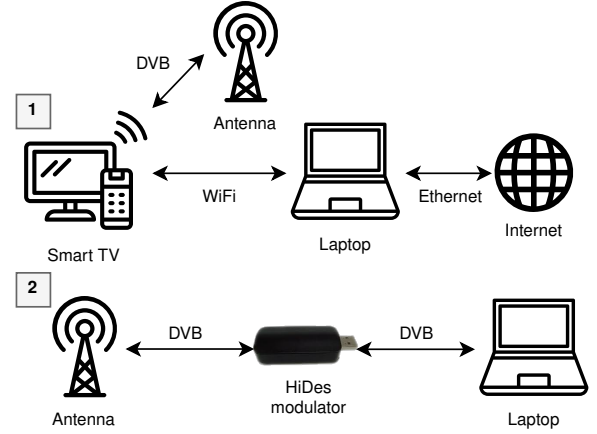 DVB
Antenna
1
WiFi
Ethernet
Smart TV
Laptop
Internet
2
DVB
DVB
Antenna
HiDes
modulator
Laptop